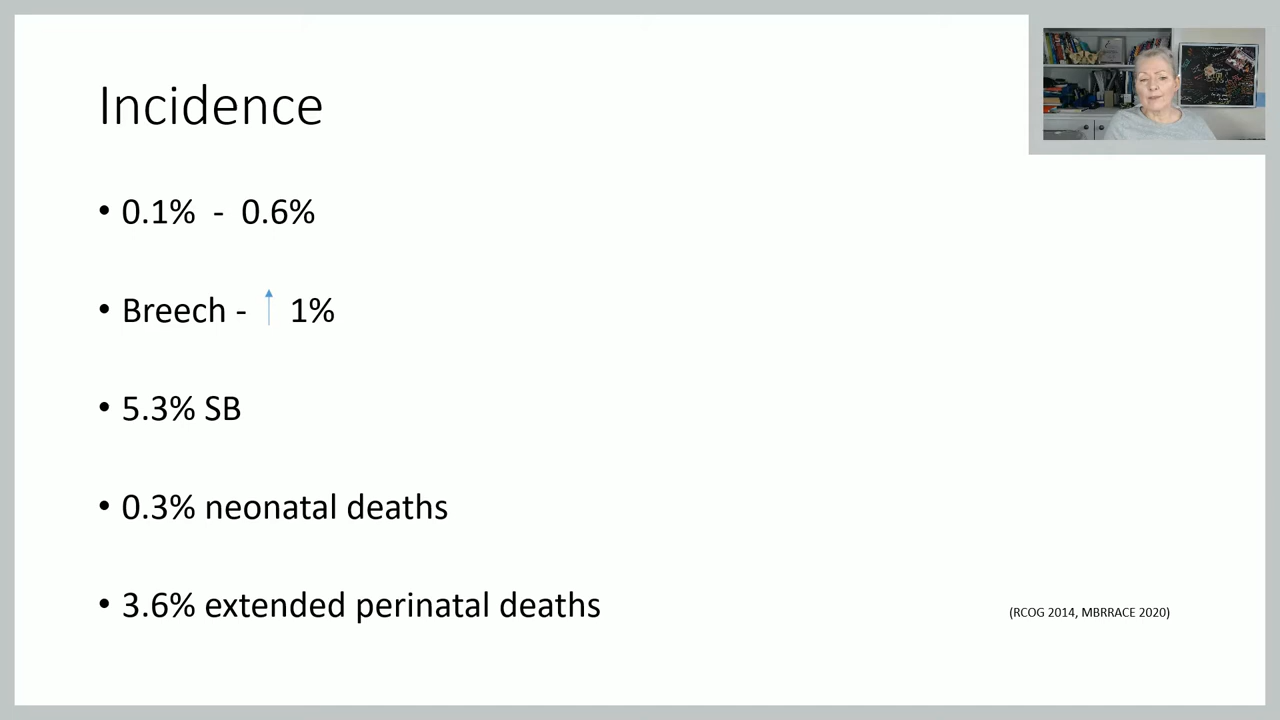 Incidence
• 0.1% - 0.6%
• Breech - ↑ 1%
• 5.3% SB
• 0.3% neonatal deaths
• 3.6% extended perinatal deaths
(RCOG 2014, MBRRACE 2020)